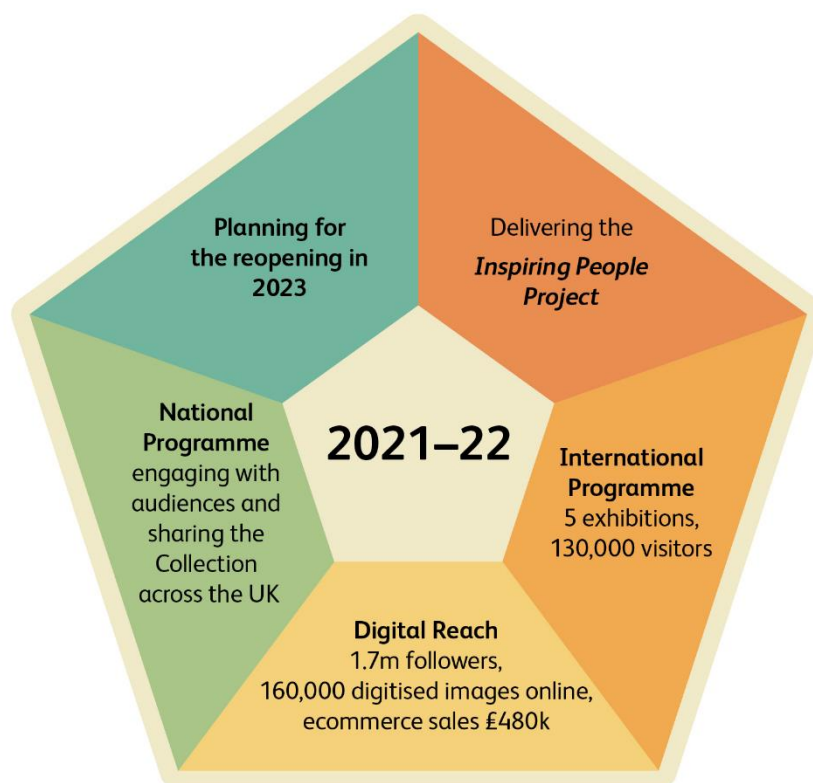 Planning for
the reopening in
2023
Delivering the
Inspiring People
Project
National
Programme
engaging with
audiences and
sharing the
Collection
across the UK
2021–22
International
Programme
5 exhibitions,
130,000 visitors
Digital Reach
1.7m followers,
160,000 digitised images online,
ecommerce sales £480k